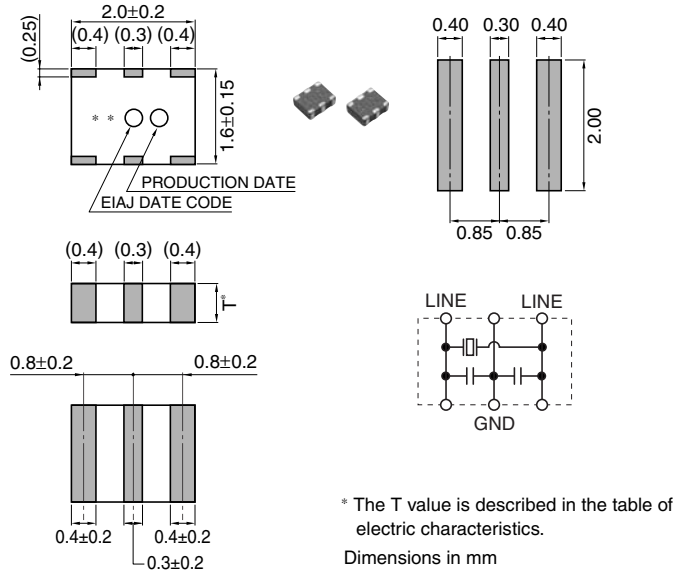 2.0±0.2
(0.4) (0.3) (0.4)
(0.25)
* *
1.6±0.15
PRODUCTION DATE
EIAJ DATE CODE
0.40 0.30 0.40
2.00
0.85 0.85
(0.4) (0.3) (0.4)
T*
LINE LINE
GND
0.8±0.2 0.8±0.2
0.4±0.2 0.4±0.2
0.3±0.2
* The T value is described in the table of
electric characteristics.
Dimensions in mm